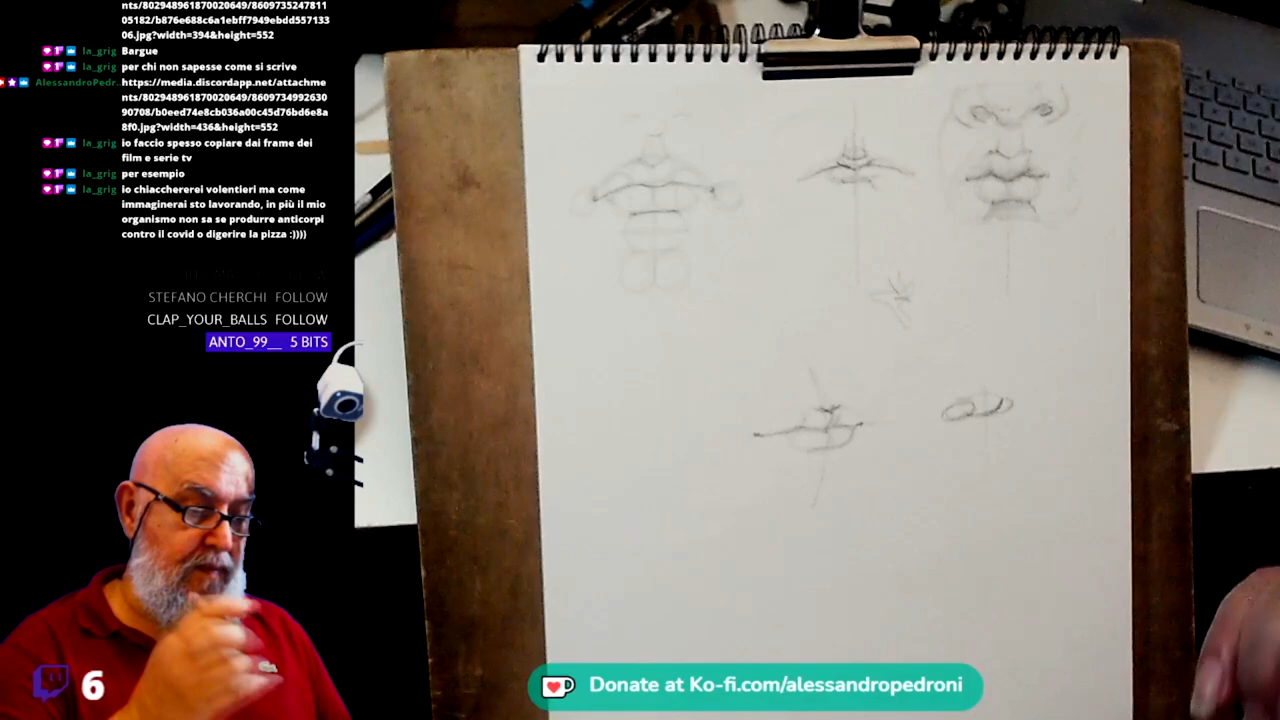 nts/802948961870020649/8609735247811
05182/b876e688c6a1ebff7949ebdd557133
06.jpg?width=394&height=552
la_grig Bargue
la_grig per chi non sapesse come si scrive
AlessandroPedr https://media.discordapp.net/attachme
nts/802948961870020649/8609734992630
90708/b0eed74e8cb036a00c45d76bd6e8a
8f0.jpg?width=436&height=552
la_grig io faccio spesso copiare dai frame dei
film e serie tv
la_grig per esempio
la_grig io chiacchererei volentieri ma come
immaginerai sto lavorando, in più il mio
organismo non sa se produrre anticorpi
contro il covid o digerire la pizza :))))
STEFANO CHERCHI FOLLOW
CLAP_YOUR_BALLS FOLLOW
ANTO_99__ 5 BITS
6
Donate at Ko-fi.com/alessandropedroni